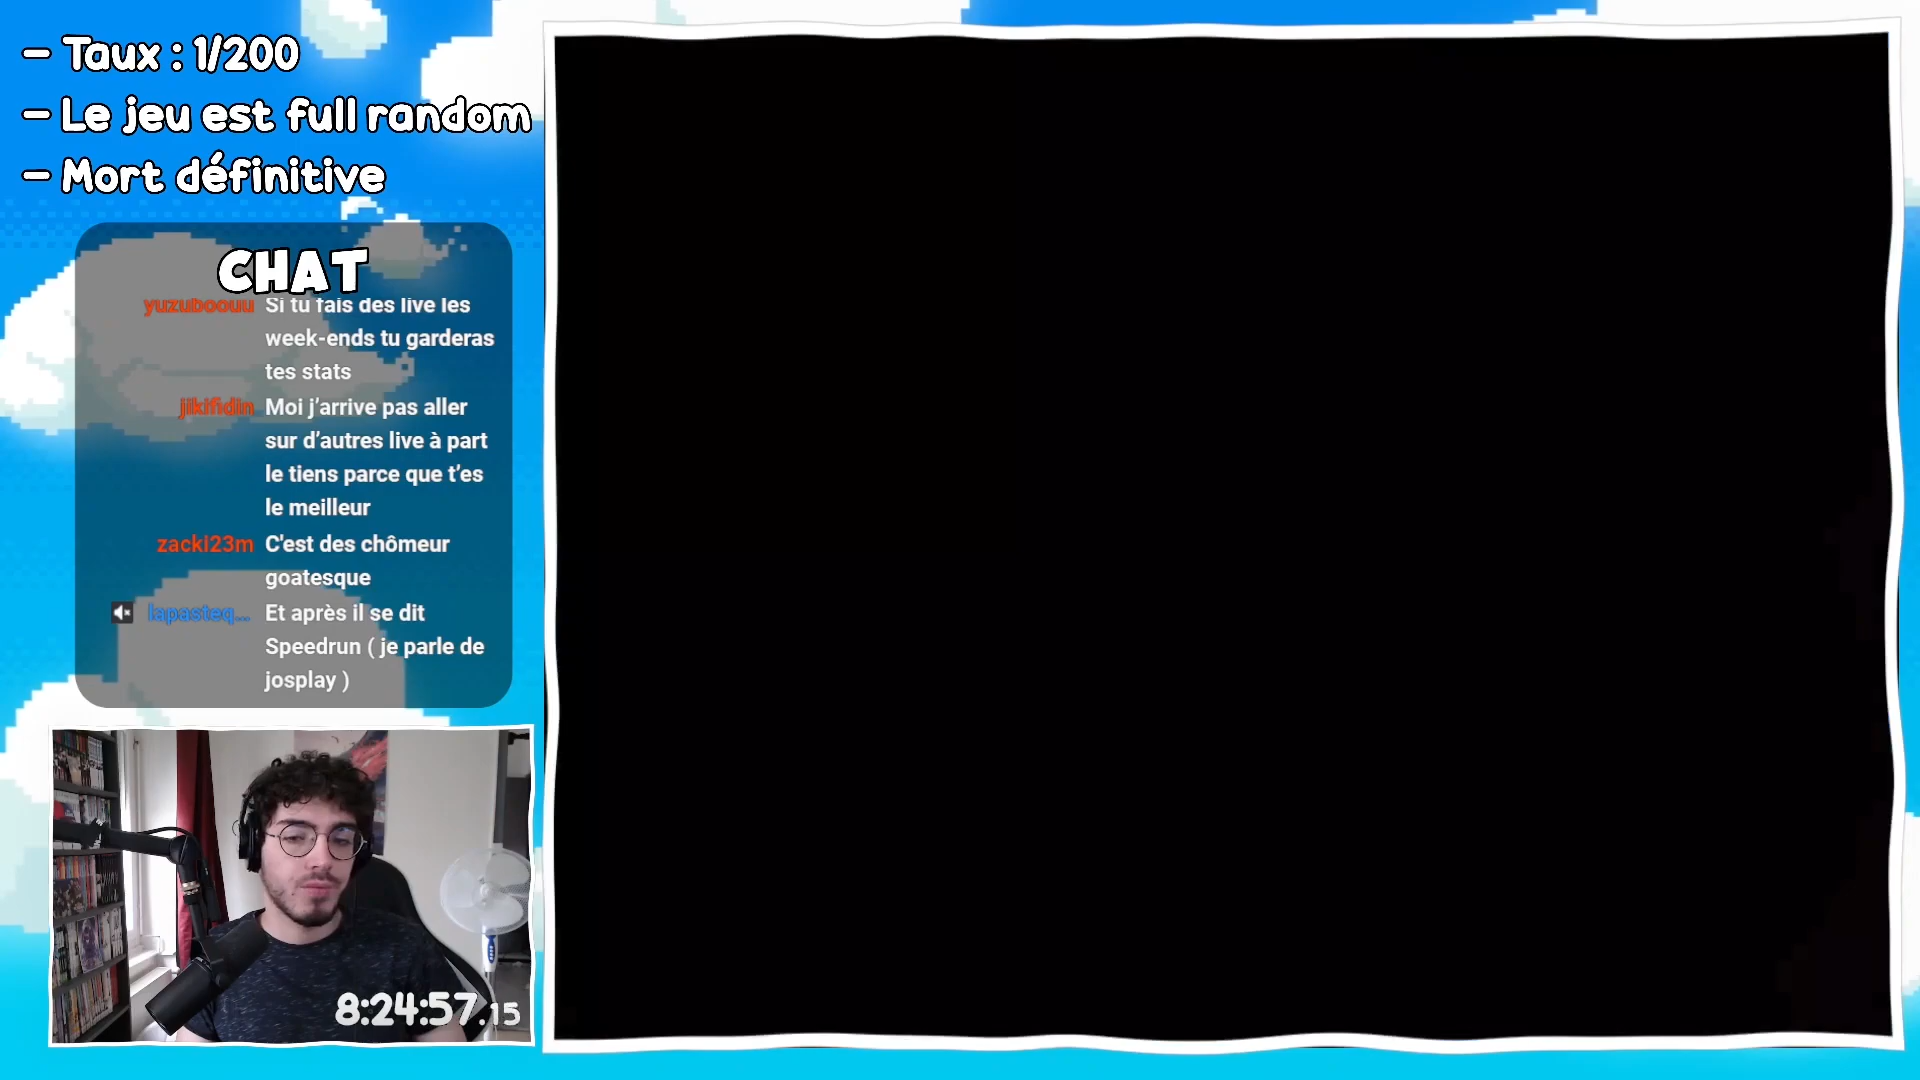 - Taux : 1/200
- Le jeu est full random
- Mort définitive
CHAT
yuzuboouu Si tu fais des live les
week-ends tu garderas
tes stats
jikifidin Moi j’arrive pas aller
sur d’autres live à part
le tiens parce que t’es
le meilleur
zacki23m C'est des chômeur
goatesque
lapasteq... Et après il se dit
Speedrun ( je parle de
josplay )
8:24:57.15